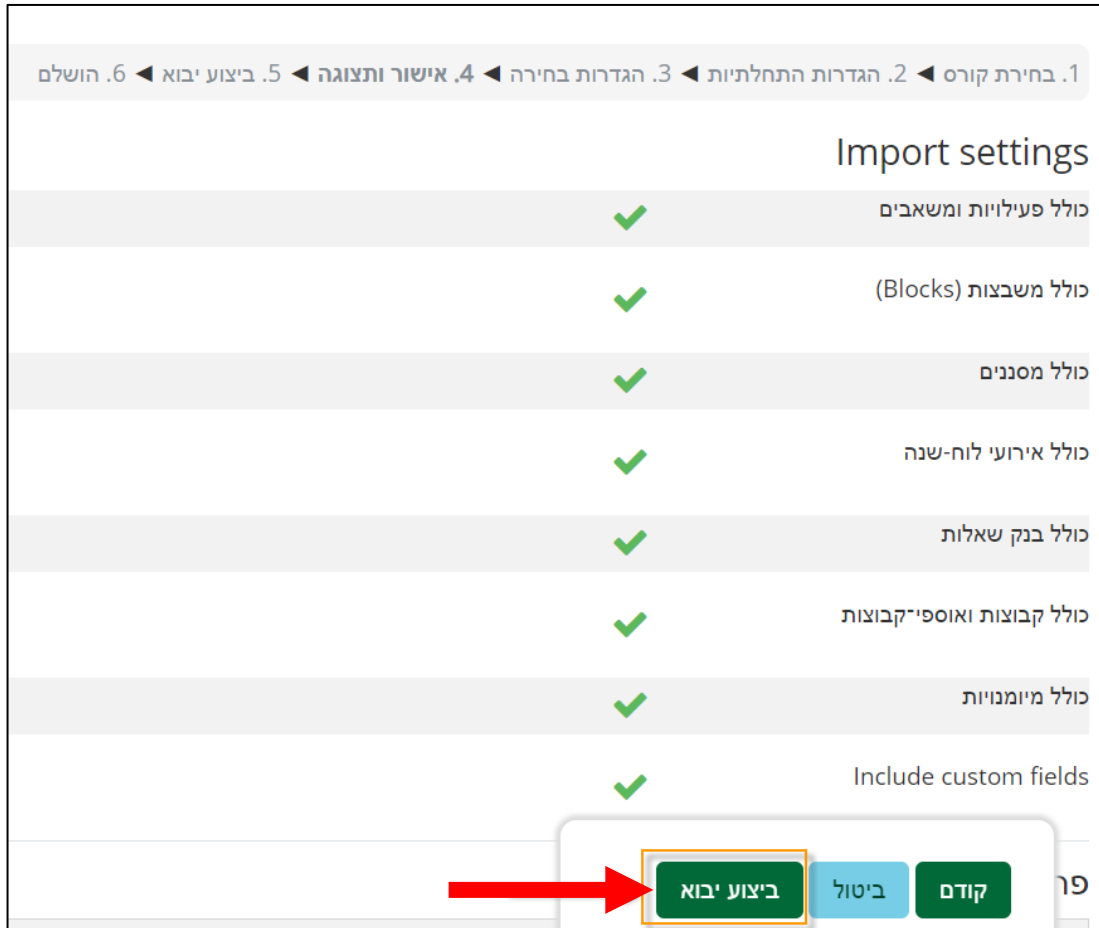 1. בחירת קורס ◄ 2. הגדרות התחלתיות ◄ 3. הגדרות בחירה ◄ 4. אישור ותצוגה ◄ 5. ביצוע יבוא ◄ 6. הושלם
Import settings
כולל פעילויות ומשאבים
כולל משבצות (Blocks)
כולל מסננים
כולל אירועי לוח-שנה
כולל בנק שאלות
כולל קבוצות ואוספי־קבוצות
כולל מיומנויות
Include custom fields
קודם ביטול ביצוע יבוא